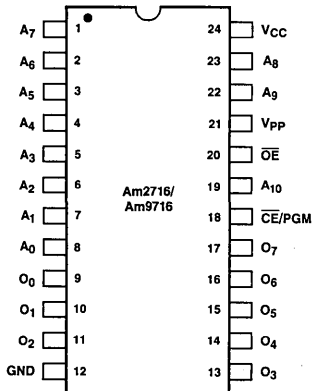 A7 1 24 VCC
A6 2 23 A8
A5 3 22 A9
A4 4 21 VPP
A3 5 20 O̅E̅
A2 6 19 A10
Am2716/
Am9716
A1 7 18 C̅E̅/PGM
A0 8 17 O7
O0 9 16 O6
O1 10 15 O5
O2 11 14 O4
GND 12 13 O3